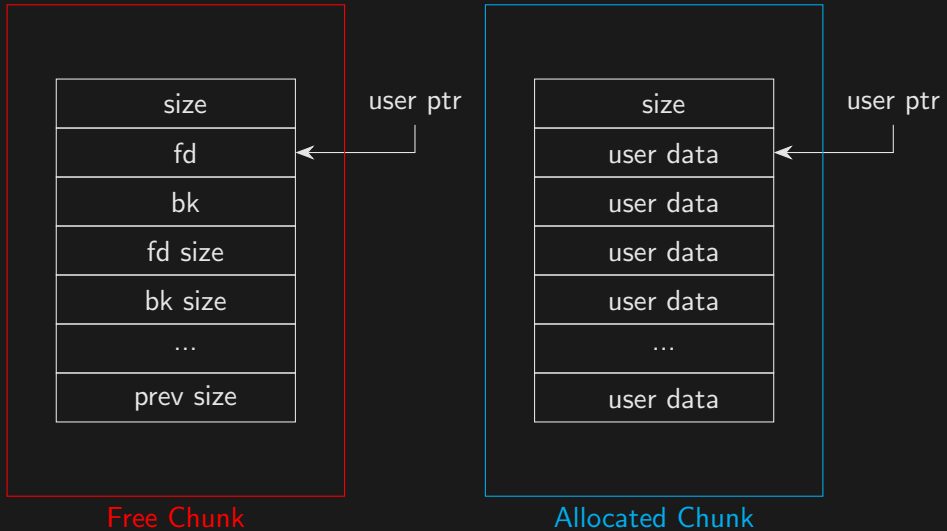 size
user ptr
fd
bk
fd size
bk size
...
prev size
Free Chunk
size
user ptr
user data
user data
user data
user data
...
user data
Allocated Chunk